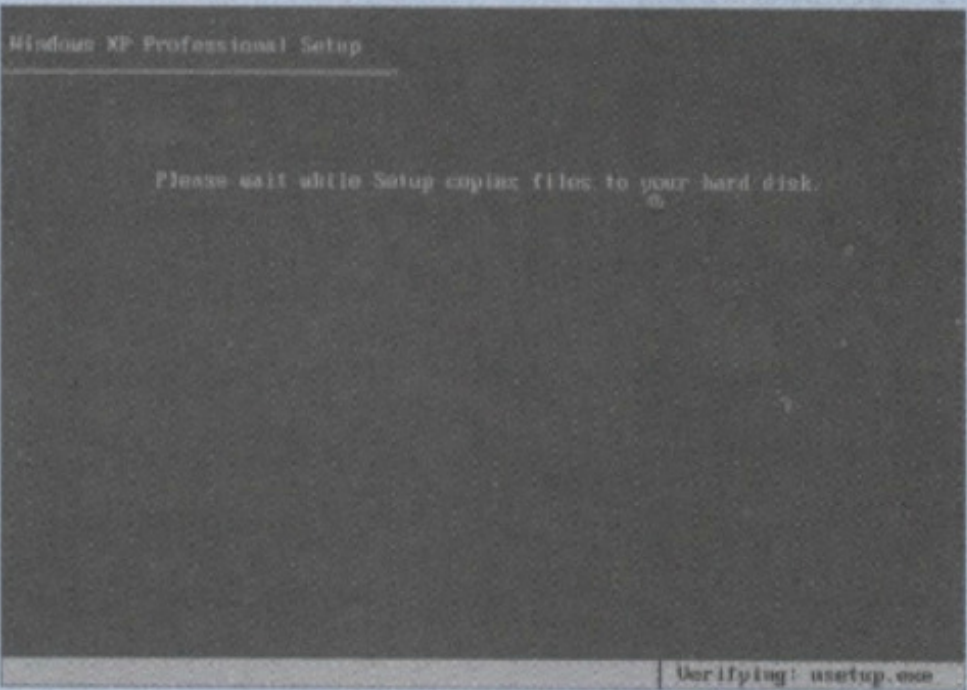 Windows XP Professional Setup
Please wait while Setup copies files to your hard disk.
Verifying: usetup.exe